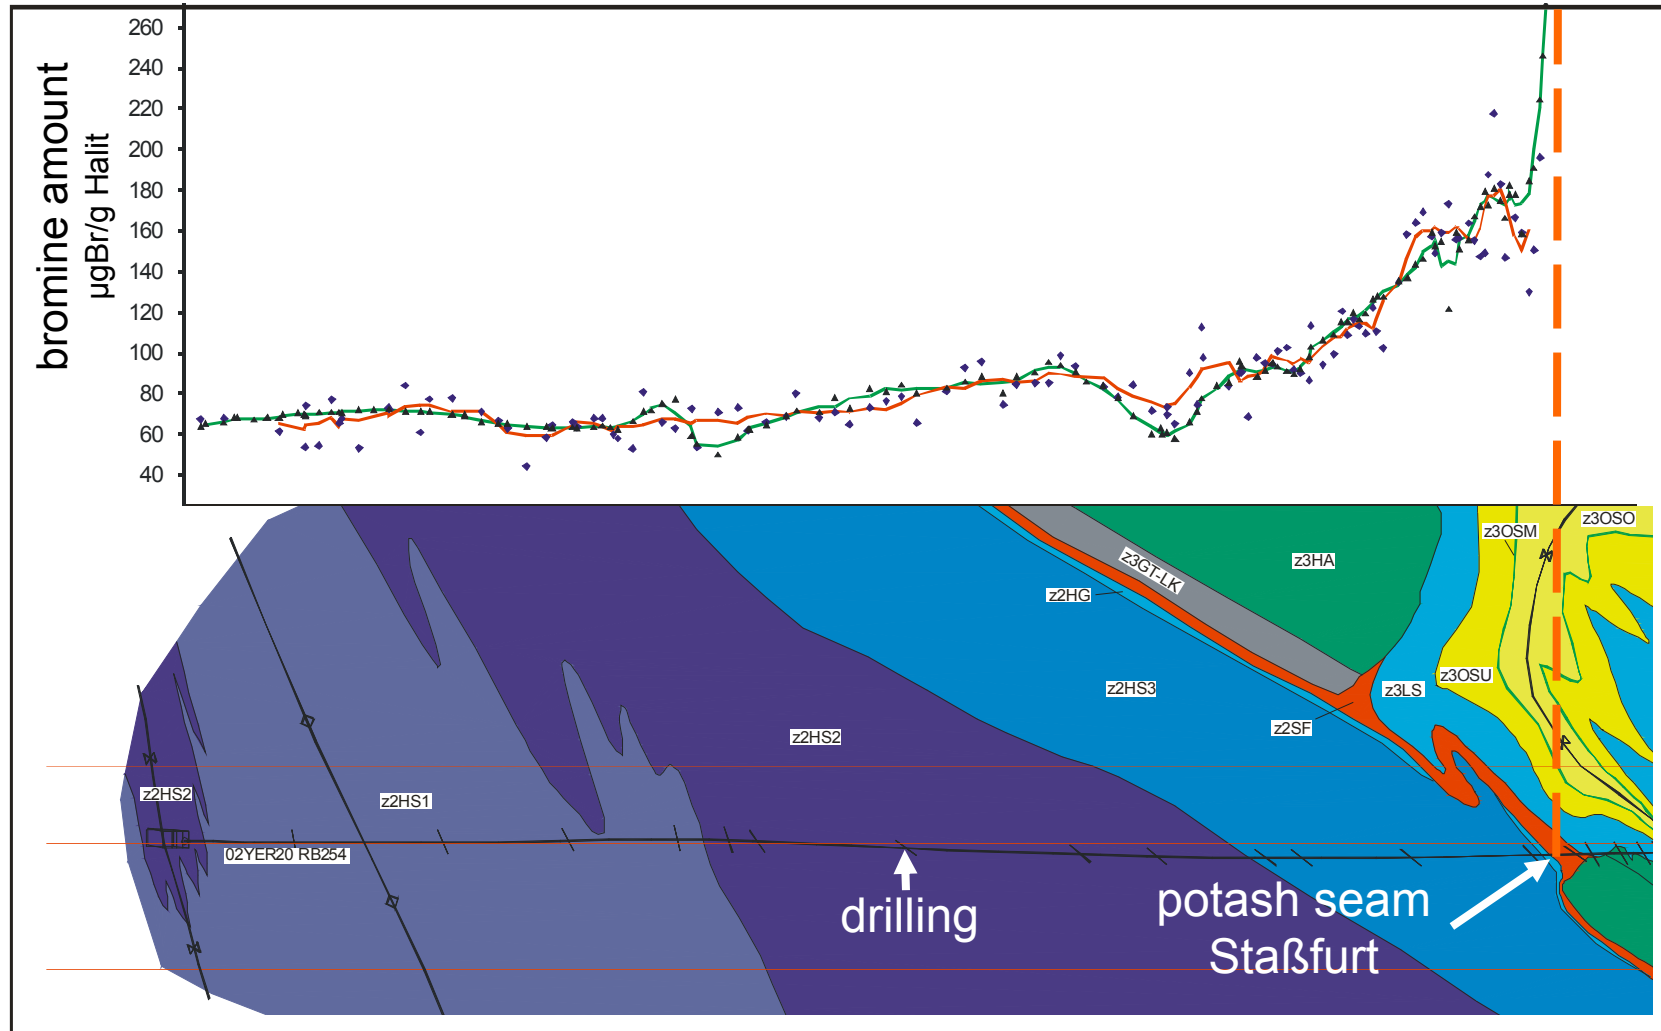 bromine amount
µgBr/g Halit
260
240
220
200
180
160
140
120
100
80
60
40
z3OSO
z3OSM
z3HA
z3GT-LK
z2HG
z3OSU
z3LS
z2HS3
z2SF
z2HS2
z2HS2
z2HS1
02YER20 RB254
drilling
potash seam
Staßfurt